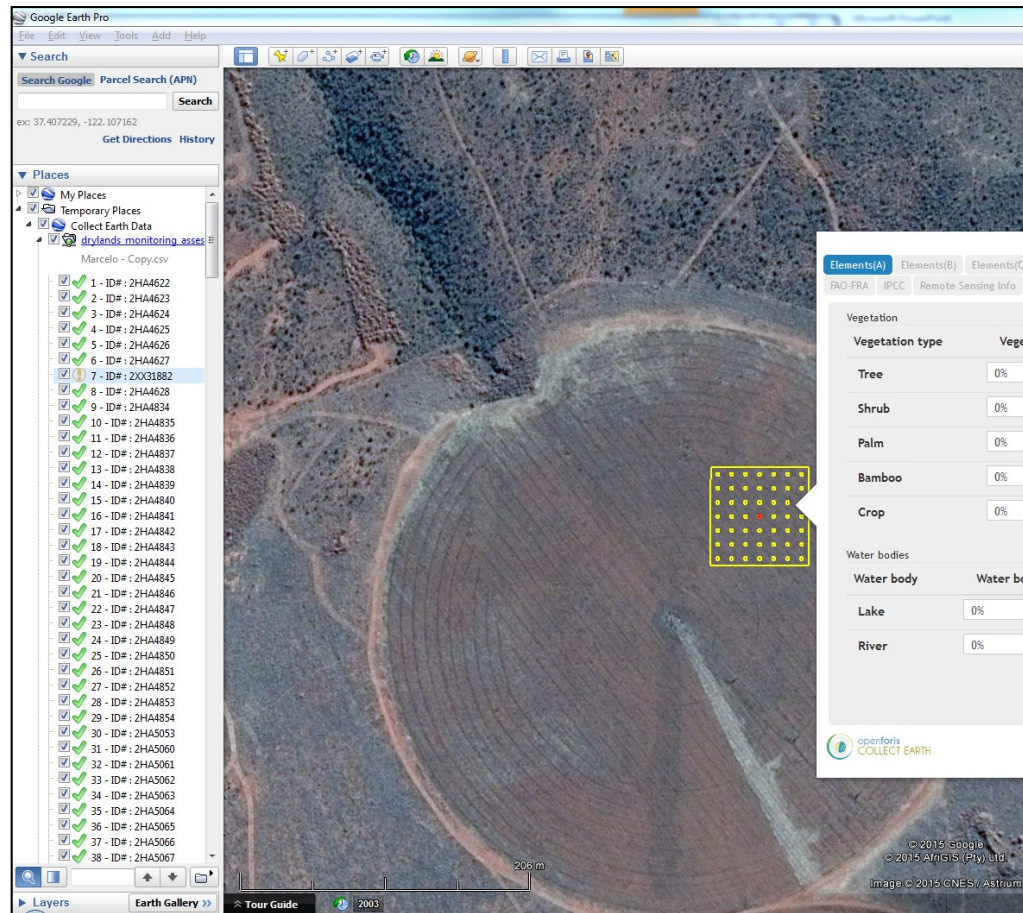 Google Earth Pro
File Edit View Tools Add Help
Search
Search Google Parcel Search (APN)
Search
ex: 37.407229, -122.107162
Get Directions History
Places
My Places
Temporary Places
Collect Earth Data
drylands_monitoring_asses
Marcelo - Copy.csv
1 - ID# : 2HA4622
2 - ID# : 2HA4623
3 - ID# : 2HA4624
4 - ID# : 2HA4625
5 - ID# : 2HA4626
6 - ID# : 2HA4627
7 - ID# : 2XX31882
8 - ID# : 2HA4628
9 - ID# : 2HA4834
10 - ID# : 2HA4835
11 - ID# : 2HA4836
12 - ID# : 2HA4837
13 - ID# : 2HA4838
14 - ID# : 2HA4839
15 - ID# : 2HA4840
16 - ID# : 2HA4841
17 - ID# : 2HA4842
18 - ID# : 2HA4843
19 - ID# : 2HA4844
20 - ID# : 2HA4845
21 - ID# : 2HA4846
22 - ID# : 2HA4847
23 - ID# : 2HA4848
24 - ID# : 2HA4849
25 - ID# : 2HA4850
26 - ID# : 2HA4851
27 - ID# : 2HA4852
28 - ID# : 2HA4853
29 - ID# : 2HA4854
30 - ID# : 2HA5053
31 - ID# : 2HA5060
32 - ID# : 2HA5061
33 - ID# : 2HA5062
34 - ID# : 2HA5063
35 - ID# : 2HA5064
36 - ID# : 2HA5065
37 - ID# : 2HA5066
38 - ID# : 2HA5067
Layers Earth Gallery >>
Elements(A) Elements(B) Elements(C
FAO-FRA IPCC Remote Sensing Info
Vegetation
Vegetation type Vege
Tree 0%
Shrub 0%
Palm 0%
Bamboo 0%
Crop 0%
Water bodies
Water body Water bo
Lake 0%
River 0%
openforis
COLLECT EARTH
© 2015 Google
© 2015 AfriGIS (Pty) Ltd.
Image © 2015 CNES / Astrium
206 m
Tour Guide 2003